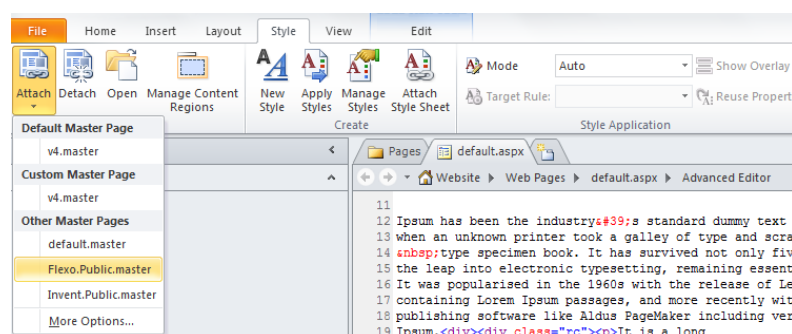 File Home Insert Layout Style View Edit
Attach Detach Open Manage Content Regions New Style Apply Styles Manage Styles Attach Style Sheet Mode Auto Show Overlay
Target Rule: Reuse Propert
Create Style Application
Default Master Page
v4.master
Custom Master Page
v4.master
Other Master Pages
default.master
Flexo.Public.master
Invent.Public.master
More Options...
Pages default.aspx
Website Web Pages default.aspx Advanced Editor
11
12 Ipsum has been the industry&#39;s standard dummy text
13 when an unknown printer took a galley of type and scra
14 &nbsp;type specimen book. It has survived not only fiv
15 the leap into electronic typesetting, remaining essent
16 It was popularised in the 1960s with the release of Le
17 containing Lorem Ipsum passages, and more recently wit
18 publishing software like Aldus PageMaker including ver
19 Ipsum.<div><div class="rc"><p>It is a long